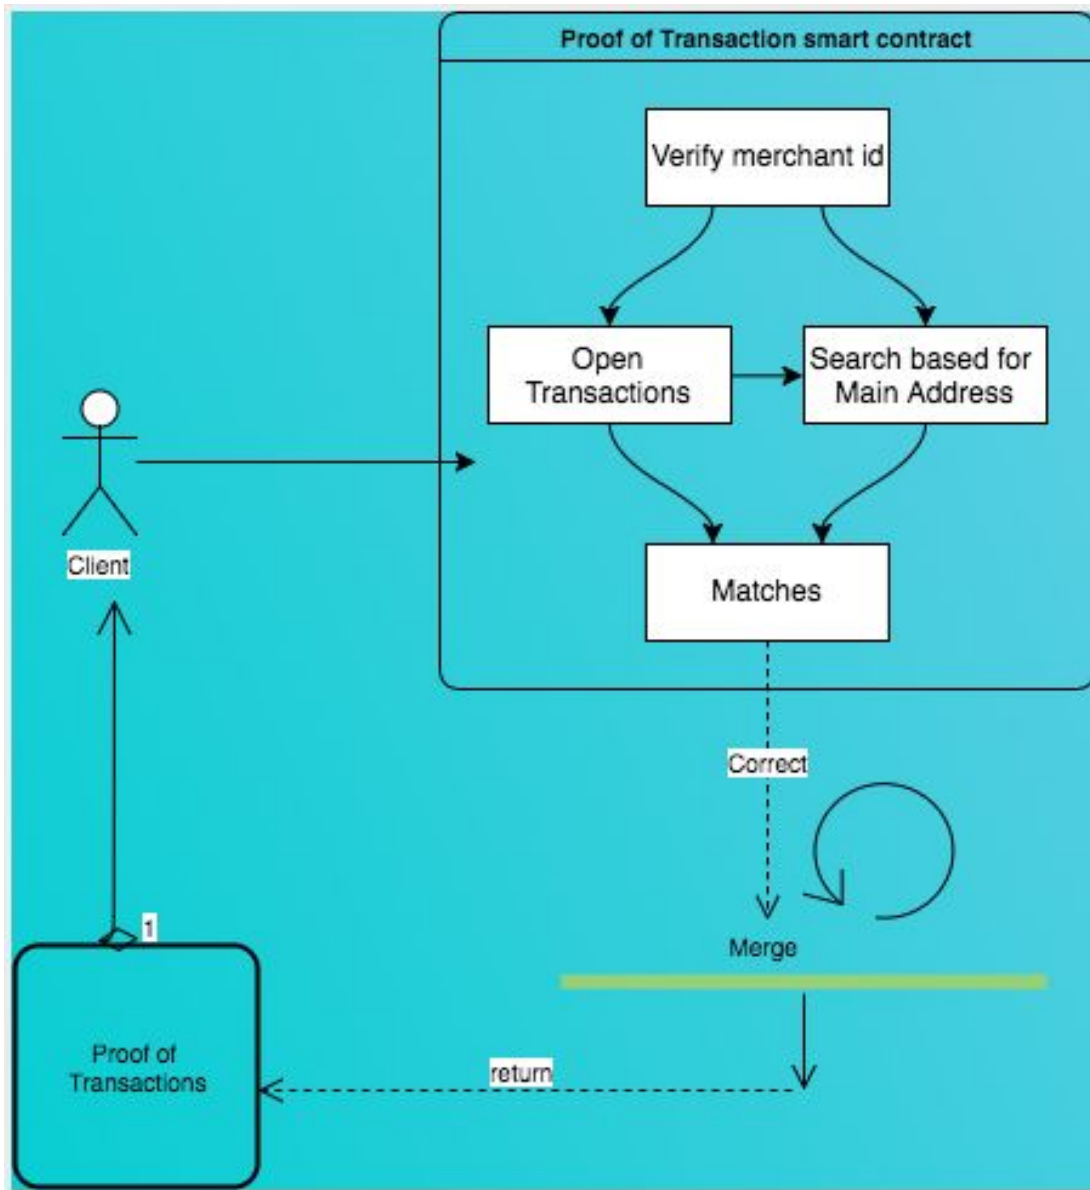 Proof of Transaction smart contract
Verify merchant id
Open
Transactions
Search based for
Main Address
Client
Matches
Correct
1
Merge
Proof of
Transactions
return